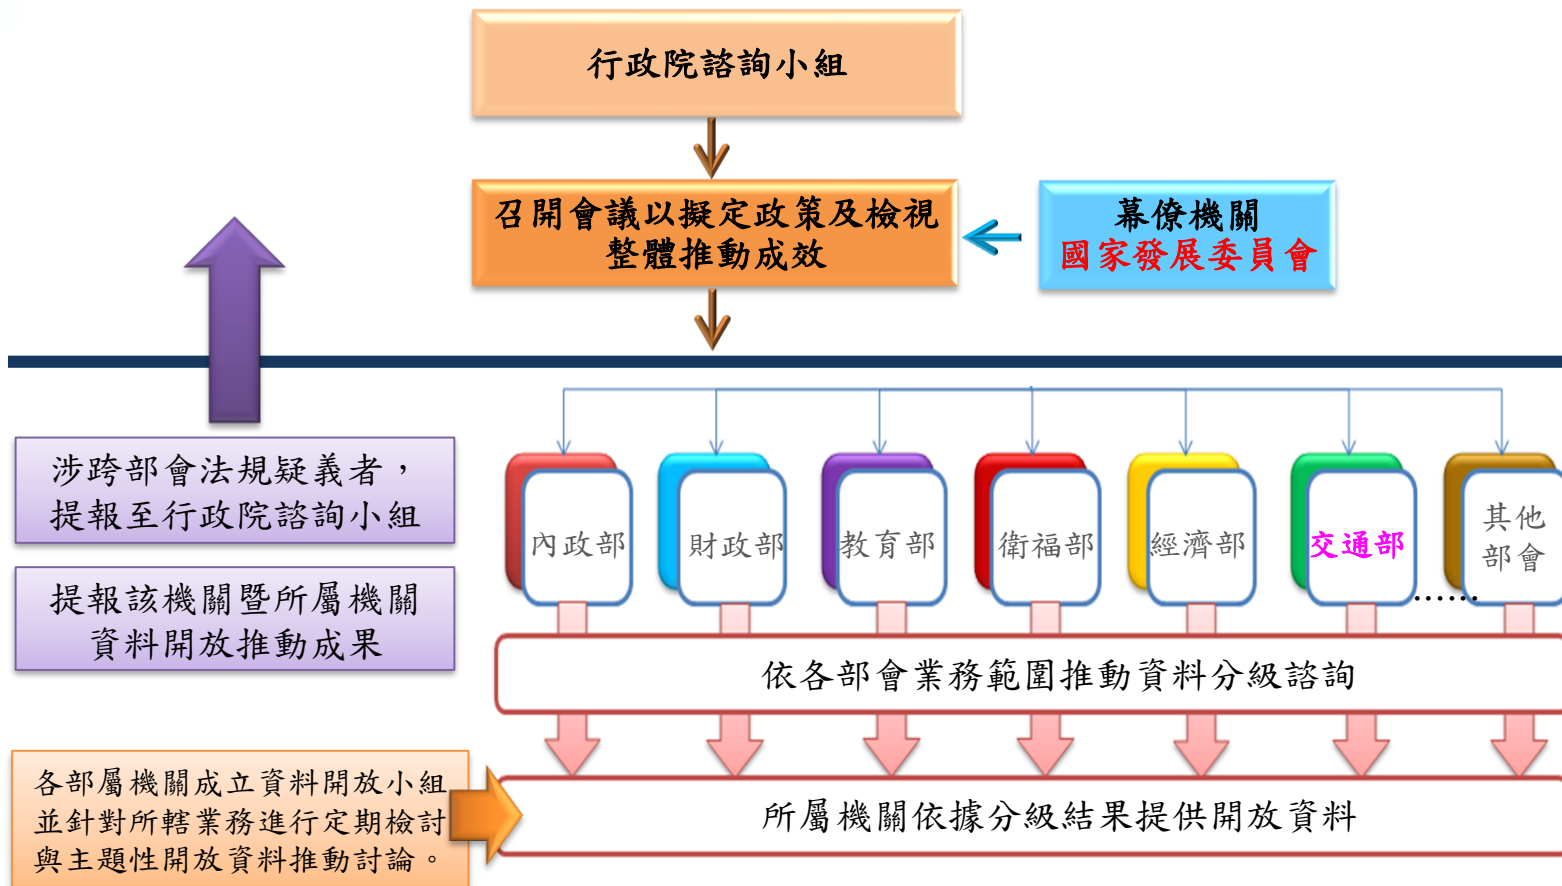 行政院諮詢小組
召開會議以擬定政策及檢視
整體推動成效
幕僚機關
國家發展委員會
涉跨部會法規疑義者，
提報至行政院諮詢小組
提報該機關暨所屬機關
資料開放推動成果
內政部
財政部
教育部
衛福部
經濟部
交通部
......
其他
部會
依各部會業務範圍推動資料分級諮詢
各部屬機關成立資料開放小組
並針對所轄業務進行定期檢討
與主題性開放資料推動討論。
所屬機關依據分級結果提供開放資料